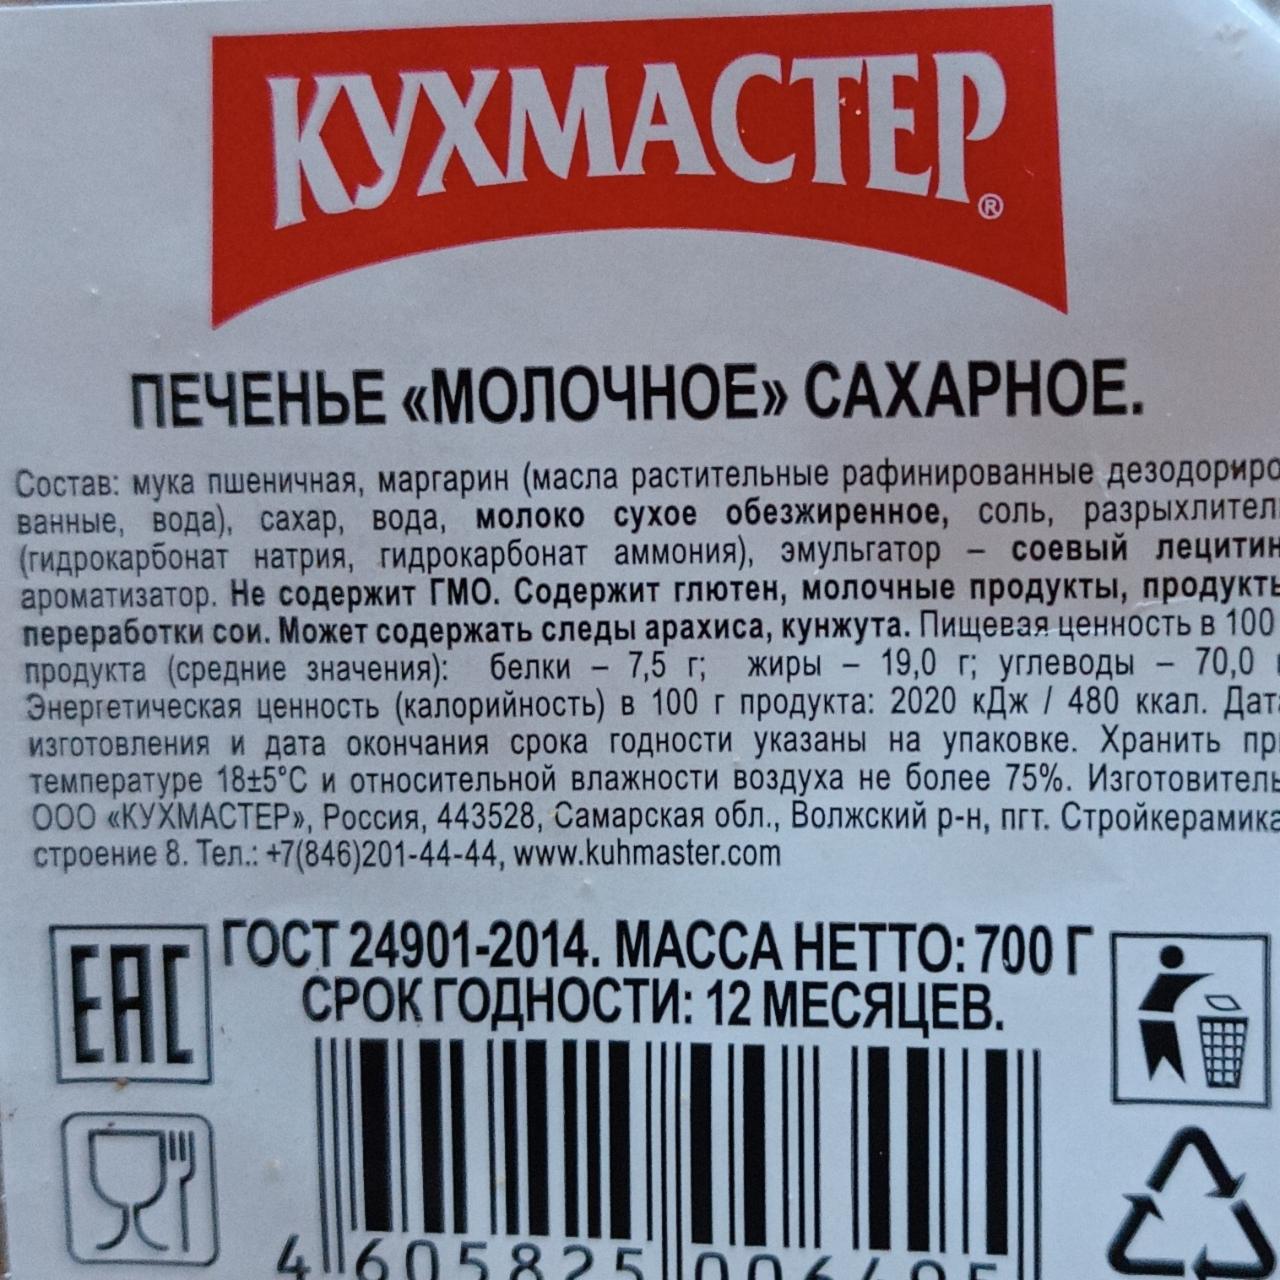 КУХМАСТЕР
®
ПЕЧЕНЬЕ «МОЛОЧНОЕ» САХАРНОЕ.
Состав: мука пшеничная, маргарин (масла растительные рафинированные дезодориро
ванные, вода), сахар, вода, молоко сухое обезжиренное, соль, разрыхлител
(гидрокарбонат натрия, гидрокарбонат аммония), эмульгатор – соевый лецитин
ароматизатор. Не содержит ГМО. Содержит глютен, молочные продукты, продукты
переработки сои. Может содержать следы арахиса, кунжута. Пищевая ценность в 100
продукта (средние значения): белки – 7,5 г; жиры – 19,0 г; углеводы – 70,0
Энергетическая ценность (калорийность) в 100 г продукта: 2020 кДж / 480 ккал. Дата
изготовления и дата окончания срока годности указаны на упаковке. Хранить при
температуре 18±5°С и относительной влажности воздуха не более 75%. Изготовитель
ООО «КУХМАСТЕР», Россия, 443528, Самарская обл., Волжский р-н, пгт. Стройкерамика
строение 8. Тел.: +7(846)201-44-44, www.kuhmaster.com
ЕАС
ГОСТ 24901-2014. МАССА НЕТТО: 700 Г
СРОК ГОДНОСТИ: 12 МЕСЯЦЕВ.
4 605825